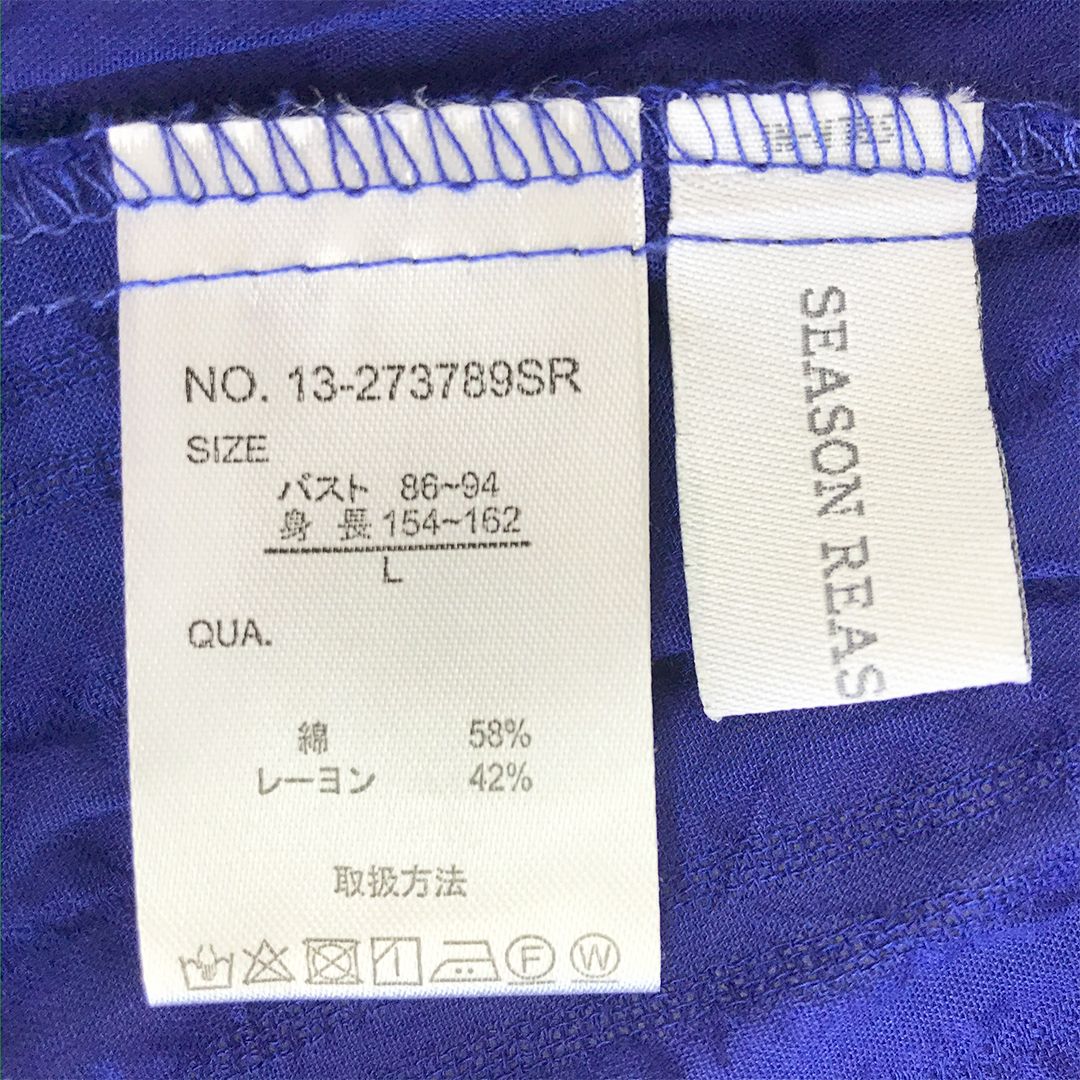 NO. 13-273789SR
SIZE
バスト 86~94
身長 154~162
L
QUA.
綿 58%
レーヨン 42%
取扱方法
F W
SEASON REAS